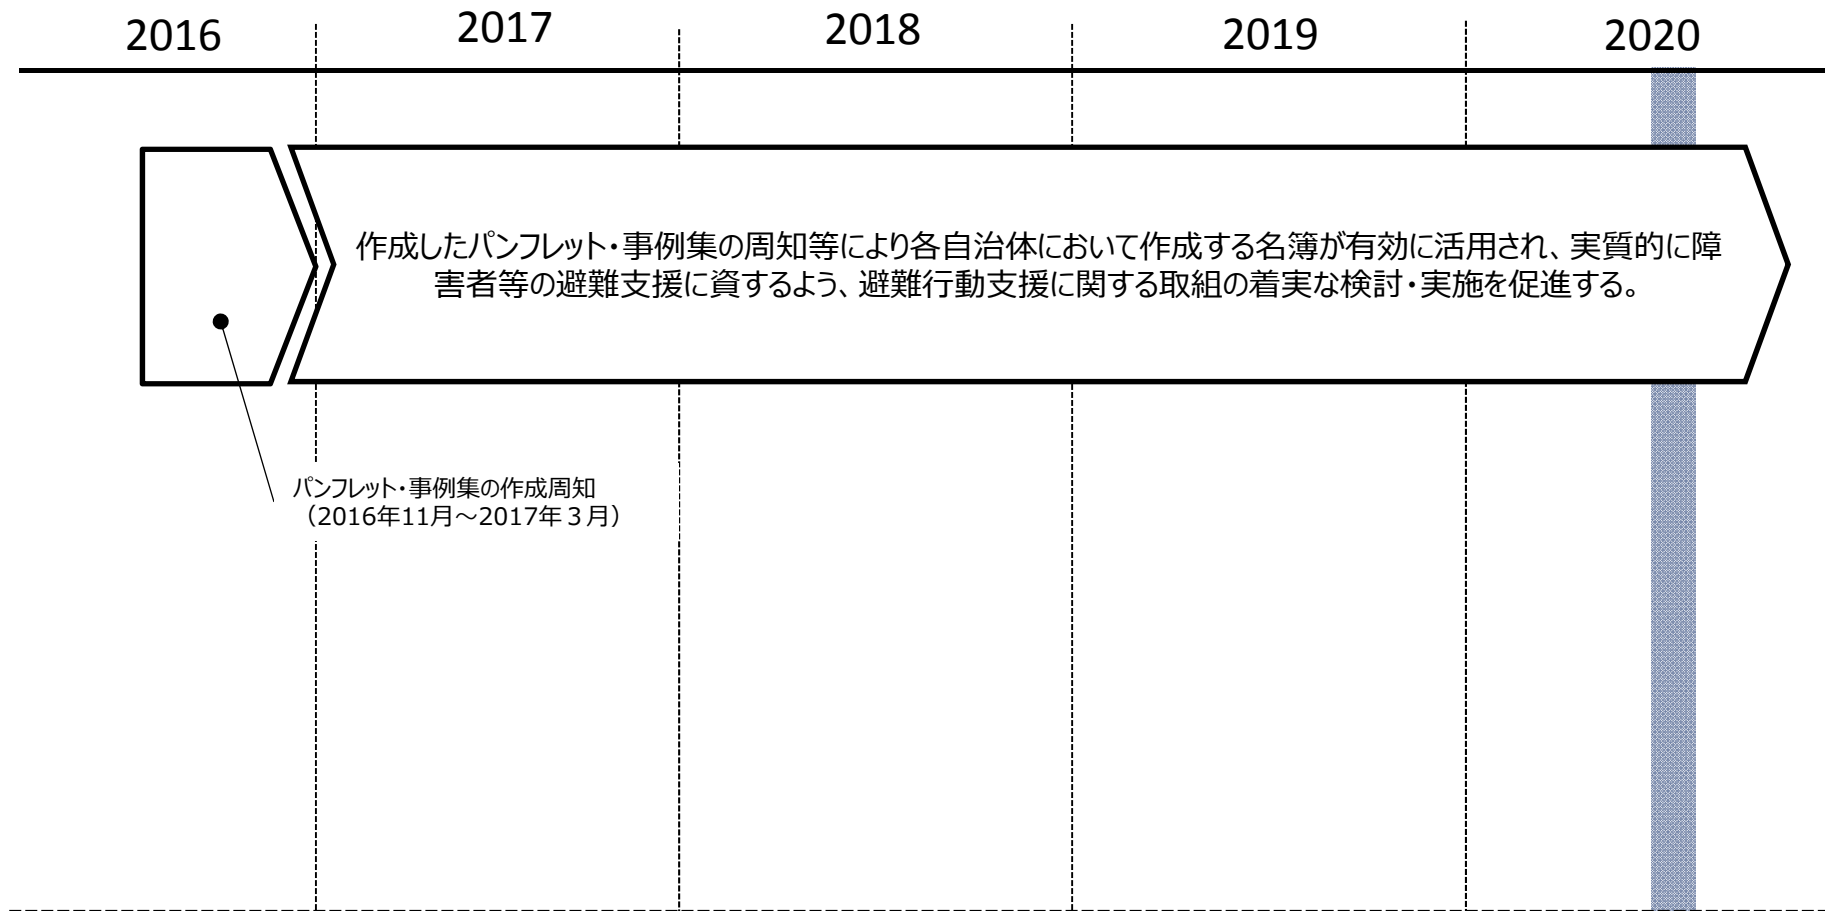 2016 2017 2018 2019 2020
作成したパンフレット・事例集の周知等により各自治体において作成する名簿が有効に活用され、実質的に障
害者等の避難支援に資するよう、避難行動支援に関する取組の着実な検討・実施を促進する。
パンフレット・事例集の作成周知
（2016年11月～2017年３月）